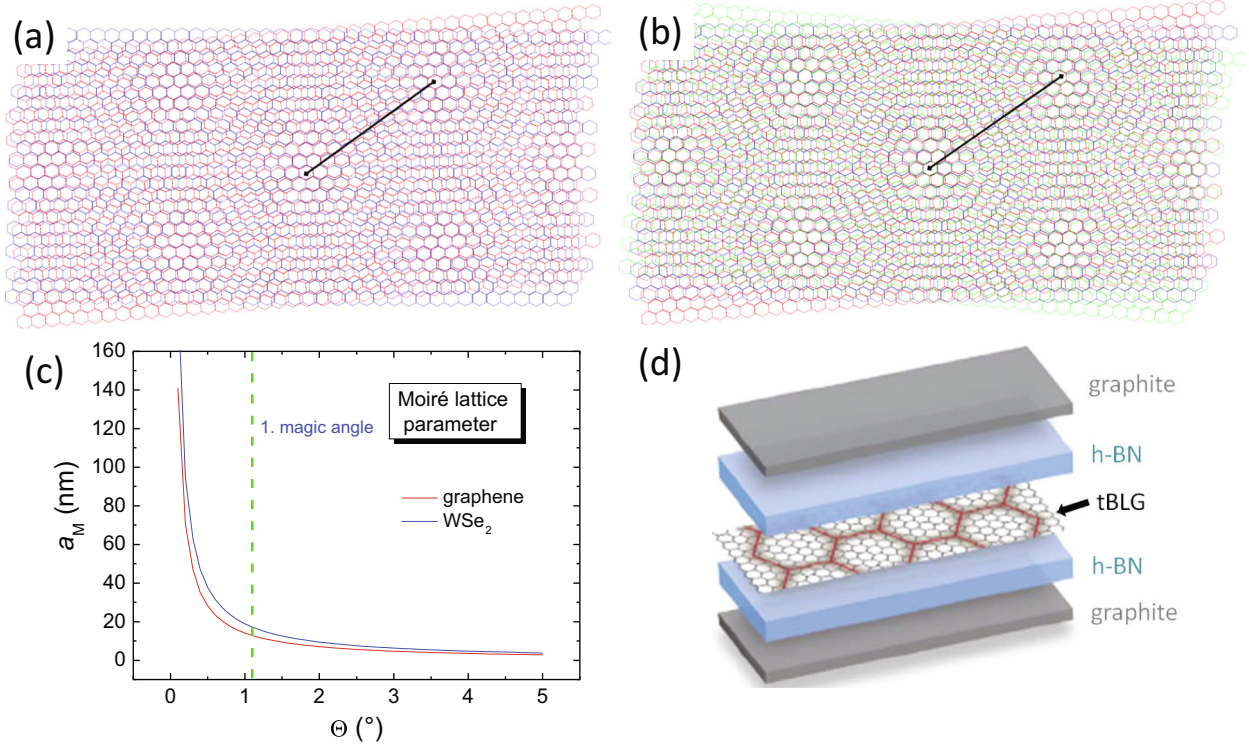 (a)
(b)
(c)
160
140
120
100
80
60
40
20
0
a_M (nm)
Moiré lattice
parameter
1. magic angle
graphene
WSe₂
0 1 2 3 4 5
Θ (°)
(d)
graphite
h-BN
tBLG
h-BN
graphite